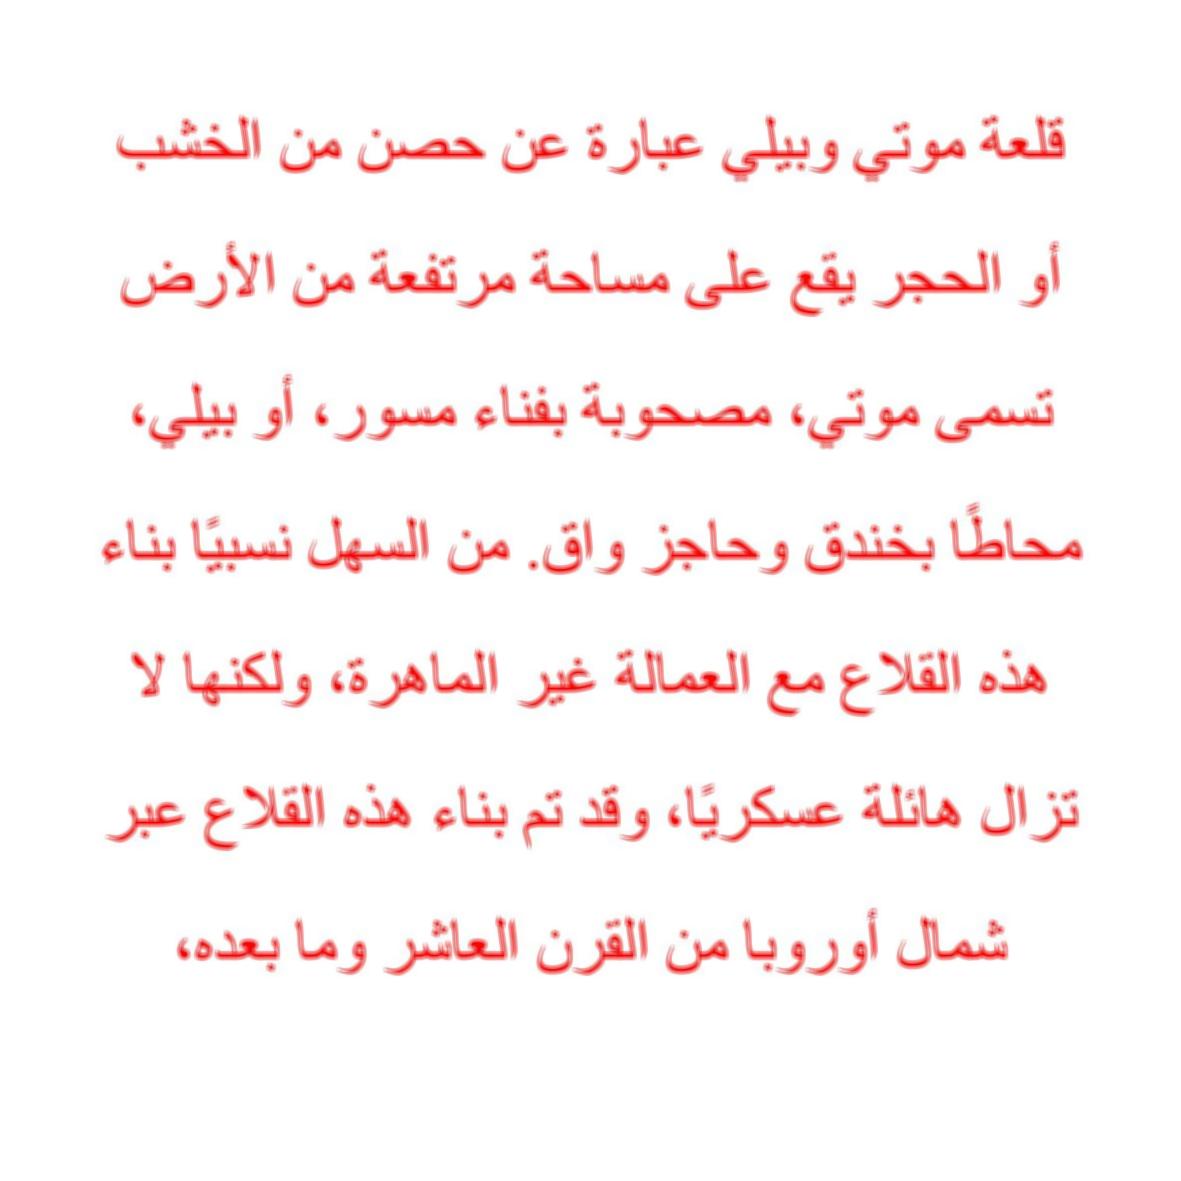 قلعة موتي وبيلي عبارة عن حصن من الخشب
أو الحجر يقع على مساحة مرتفعة من الأرض
تسمى موتي، مصحوبة بفناء مسور، أو بيلي،
محاطًا بخندق وحاجز واق. من السهل نسبيًا بناء
هذه القلاع مع العمالة غير الماهرة، ولكنها لا
تزال هائلة عسكريًا، وقد تم بناء هذه القلاع عبر
شمال أوروبا من القرن العاشر وما بعده،